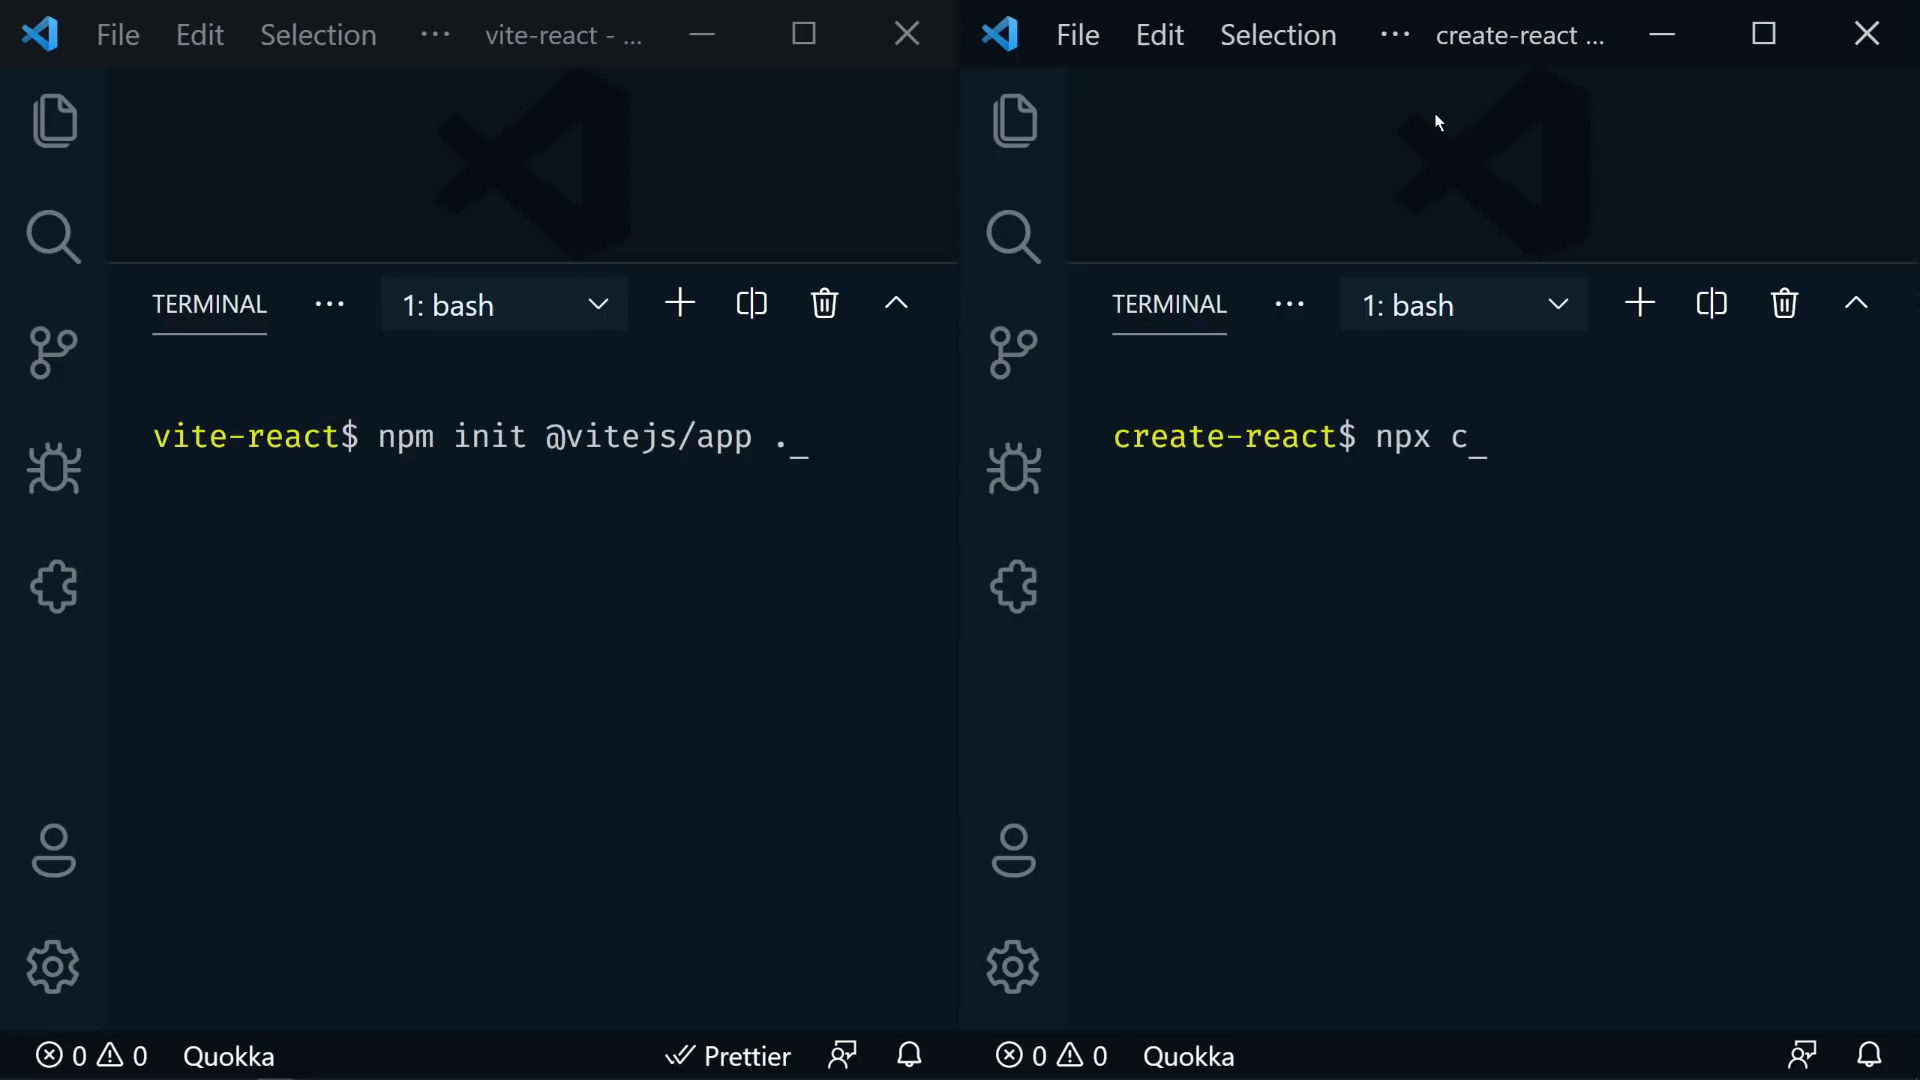 File Edit Selection ··· vite-react - ...
TERMINAL ··· 1: bash
vite-react$ npm init @vitejs/app ._
0 0 Quokka Prettier
File Edit Selection ··· create-react ...
TERMINAL ··· 1: bash
create-react$ npx c_
0 0 Quokka